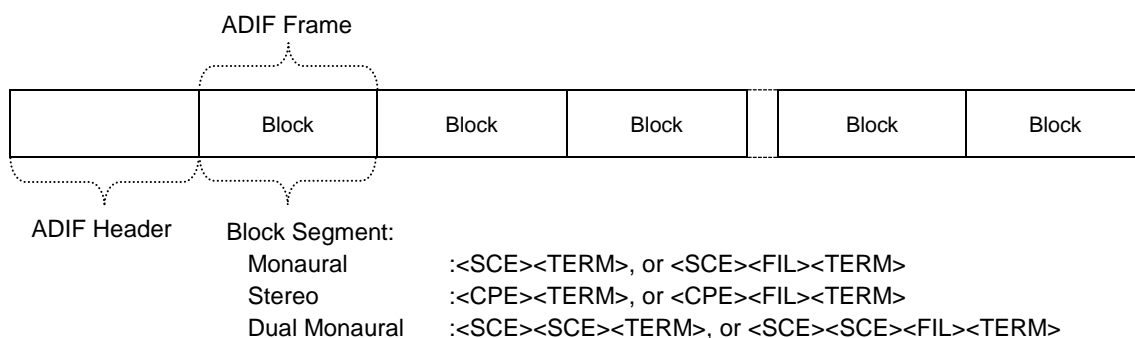 ADIF Frame
Block Block Block Block Block
ADIF Header
Block Segment:
Monaural :<SCE><TERM>, or <SCE><FIL><TERM>
Stereo :<CPE><TERM>, or <CPE><FIL><TERM>
Dual Monaural :<SCE><SCE><TERM>, or <SCE><SCE><FIL><TERM>